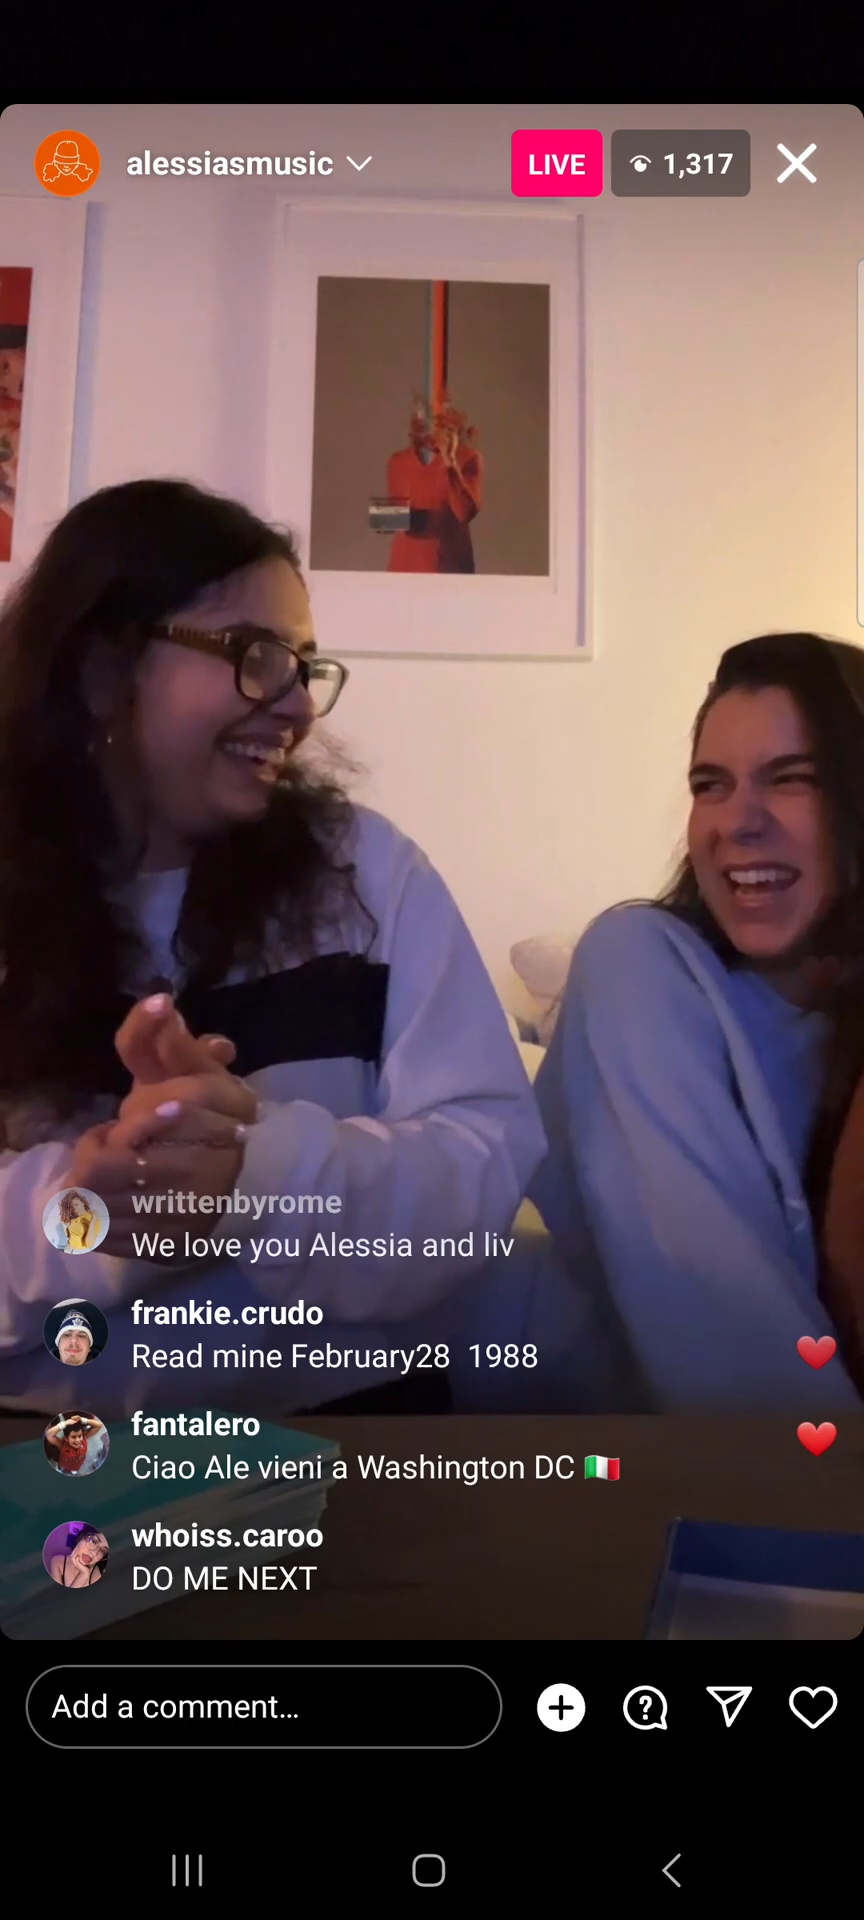 alessiasmusic
LIVE
1,317
writtenbyrome
We love you Alessia and liv
frankie.crudo
Read mine February28  1988
fantalero
Ciao Ale vieni a Washington DC 🇮🇹
whoiss.caroo
DO ME NEXT
Add a comment...